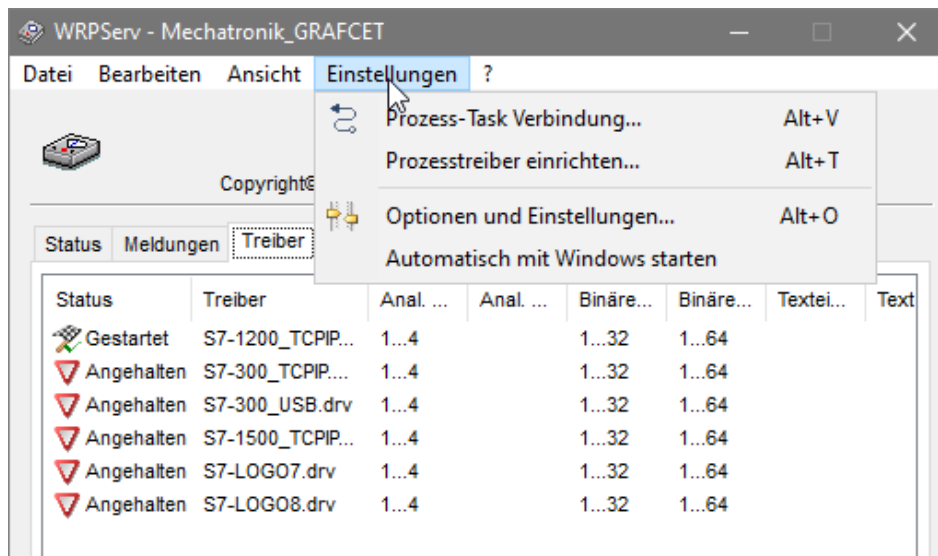 WRPServ - Mechatronik_GRAFCET
Datei Bearbeiten Ansicht Einstellungen ?
Prozess-Task Verbindung... Alt+V
Prozesstreiber einrichten... Alt+T
Copyright©
Optionen und Einstellungen... Alt+O
Status Meldungen Treiber
Automatisch mit Windows starten
Status Treiber Anal. ... Anal. ... Binäre... Binäre... Textei... Text
Gestartet S7-1200_TCPIP... 1...4 1...32 1...64
Angehalten S7-300_TCPIP.... 1...4 1...32 1...64
Angehalten S7-300_USB.drv 1...4 1...32 1...64
Angehalten S7-1500_TCPIP... 1...4 1...32 1...64
Angehalten S7-LOGO7.drv 1...4 1...32 1...64
Angehalten S7-LOGO8.drv 1...4 1...32 1...64